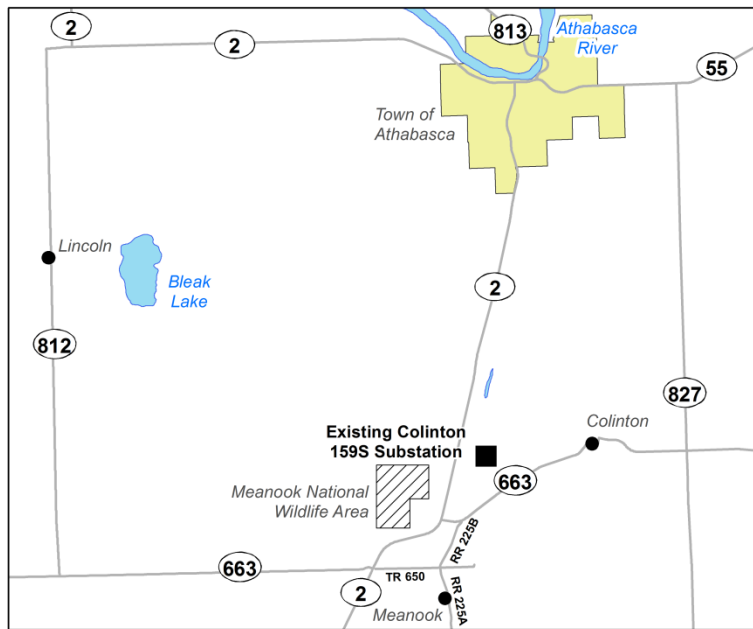 2
2
813
Athabasca
River
55
Town of
Athabasca
Lincoln
Bleak
Lake
2
812
827
Existing Colinton
159S Substation
Colinton
663
Meanook National
Wildlife Area
RR 225B
663
TR 650
2
RR 225A
Meanook